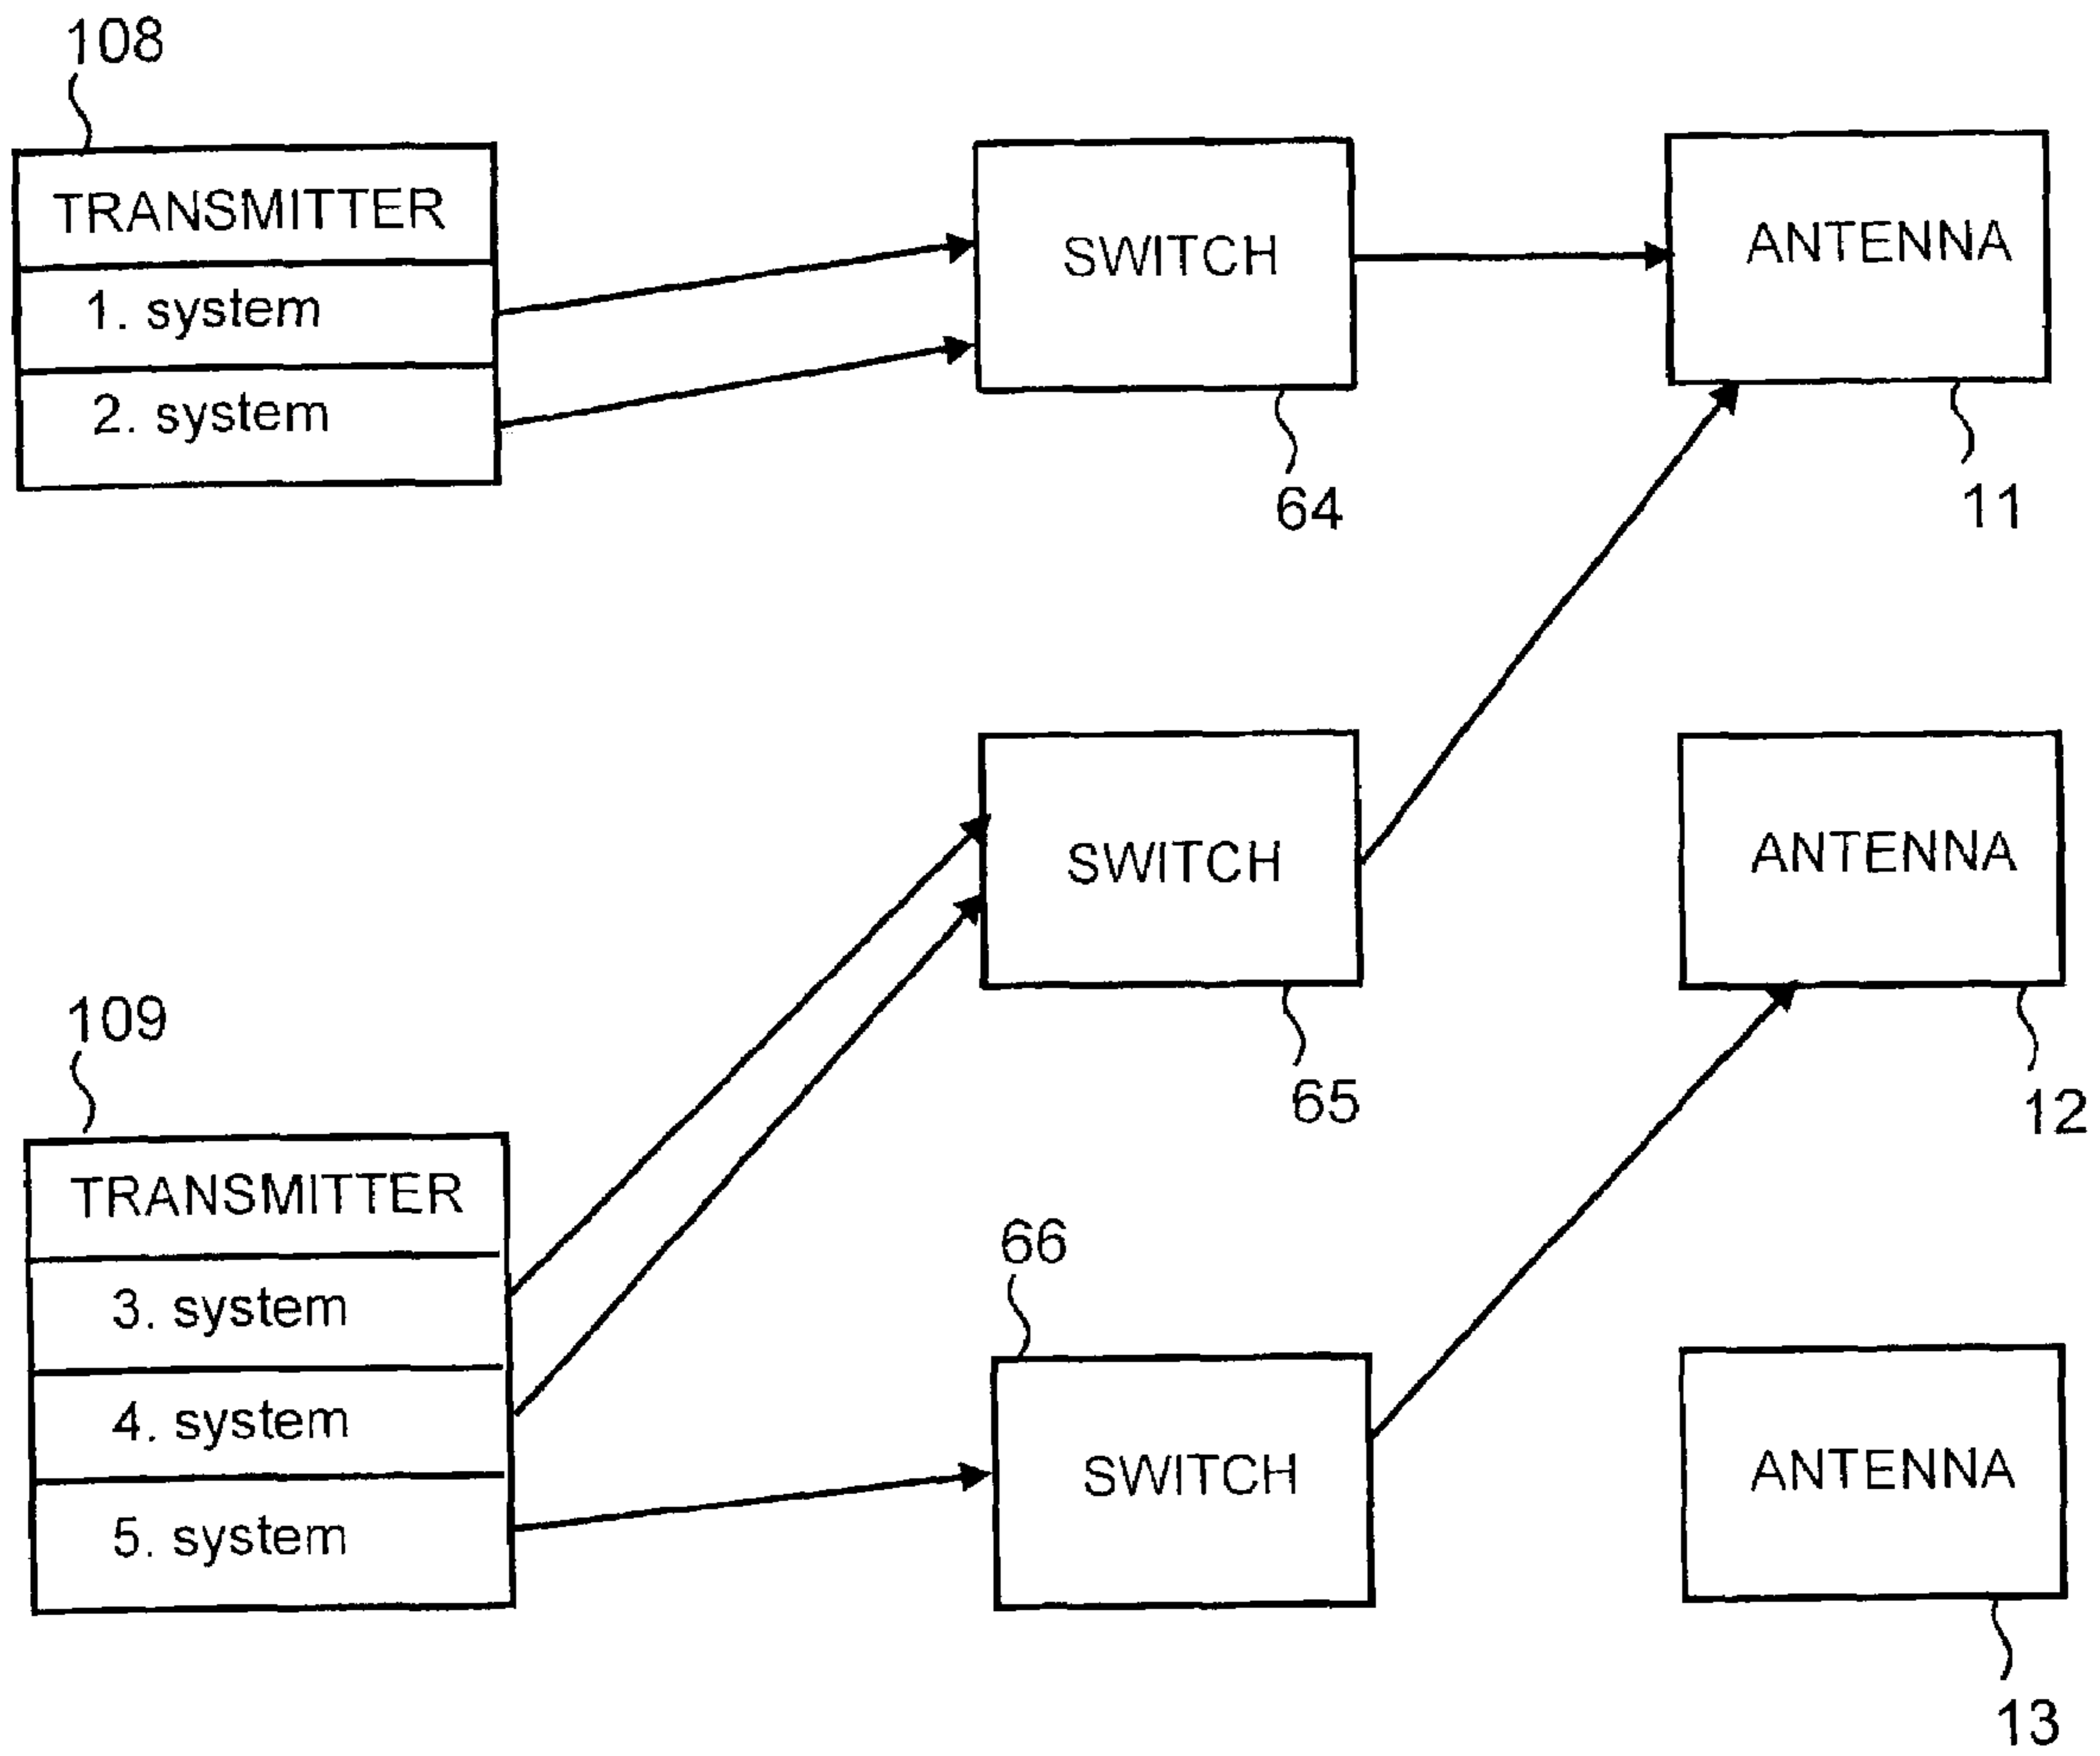 108
TRANSMITTER
1. system
2. system
SWITCH
64
ANTENNA
11
SWITCH
65
ANTENNA
12
109
TRANSMITTER
3. system
4. system
5. system
66
SWITCH
ANTENNA
13